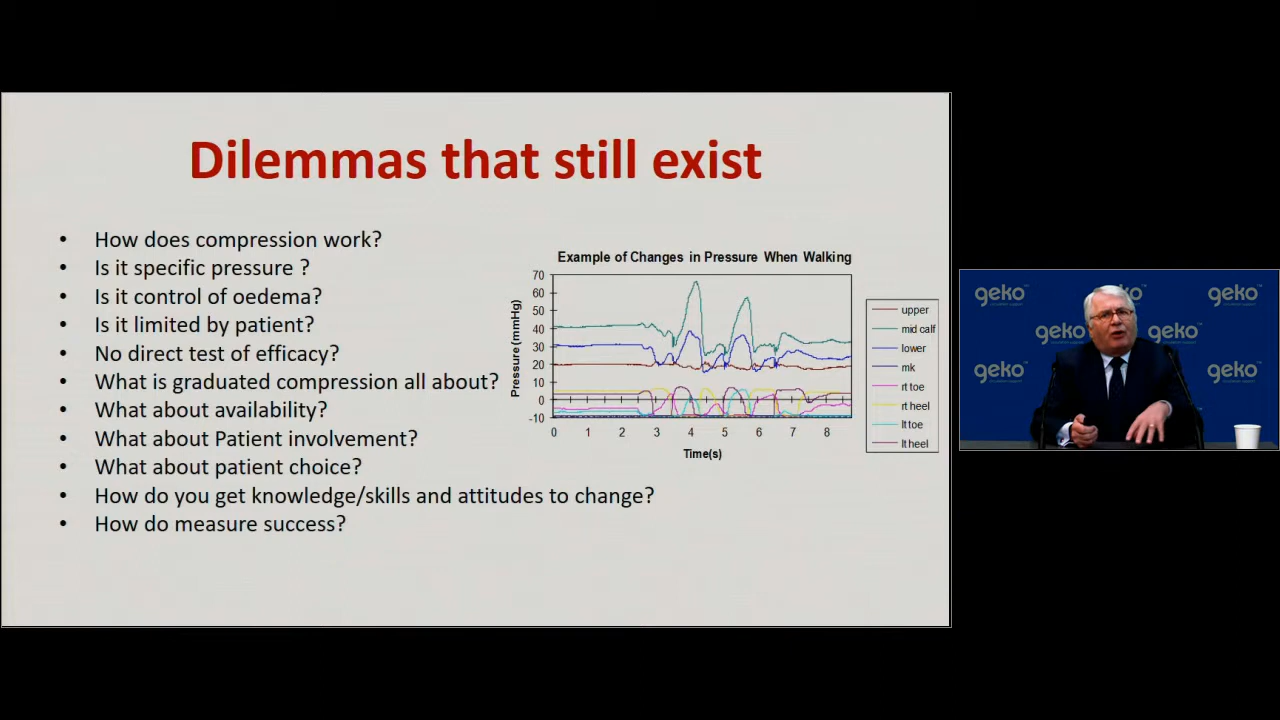 Dilemmas that still exist
• How does compression work?
• Is it specific pressure ?
• Is it control of oedema?
• Is it limited by patient?
• No direct test of efficacy?
• What is graduated compression all about?
• What about availability?
• What about Patient involvement?
• What about patient choice?
• How do you get knowledge/skills and attitudes to change?
• How do measure success?
Example of Changes in Pressure When Walking
Pressure (mmHg)
70
60
50
40
30
20
10
0
-10
0 1 2 3 4 5 6 7 8
Time(s)
upper
mid calf
lower
mk
rt toe
rt heel
lt toe
lt heel
geko geko
geko geko
geko geko